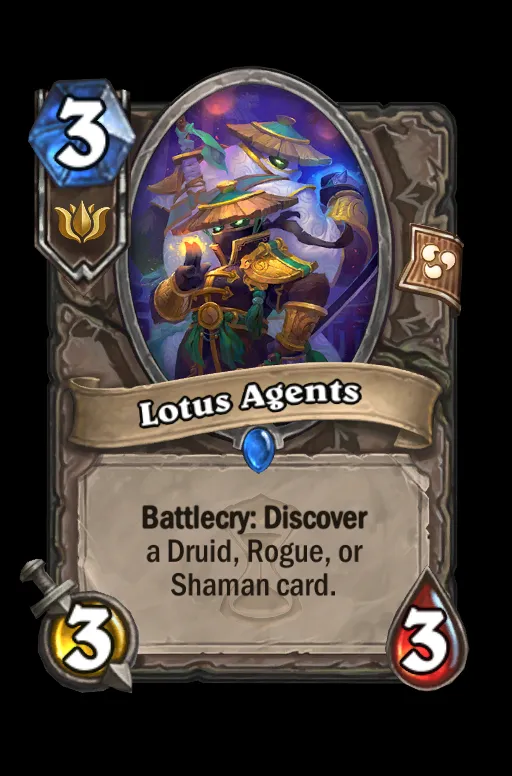 3
Lotus Agents
Battlecry: Discover
a Druid, Rogue, or
Shaman card.
3
3